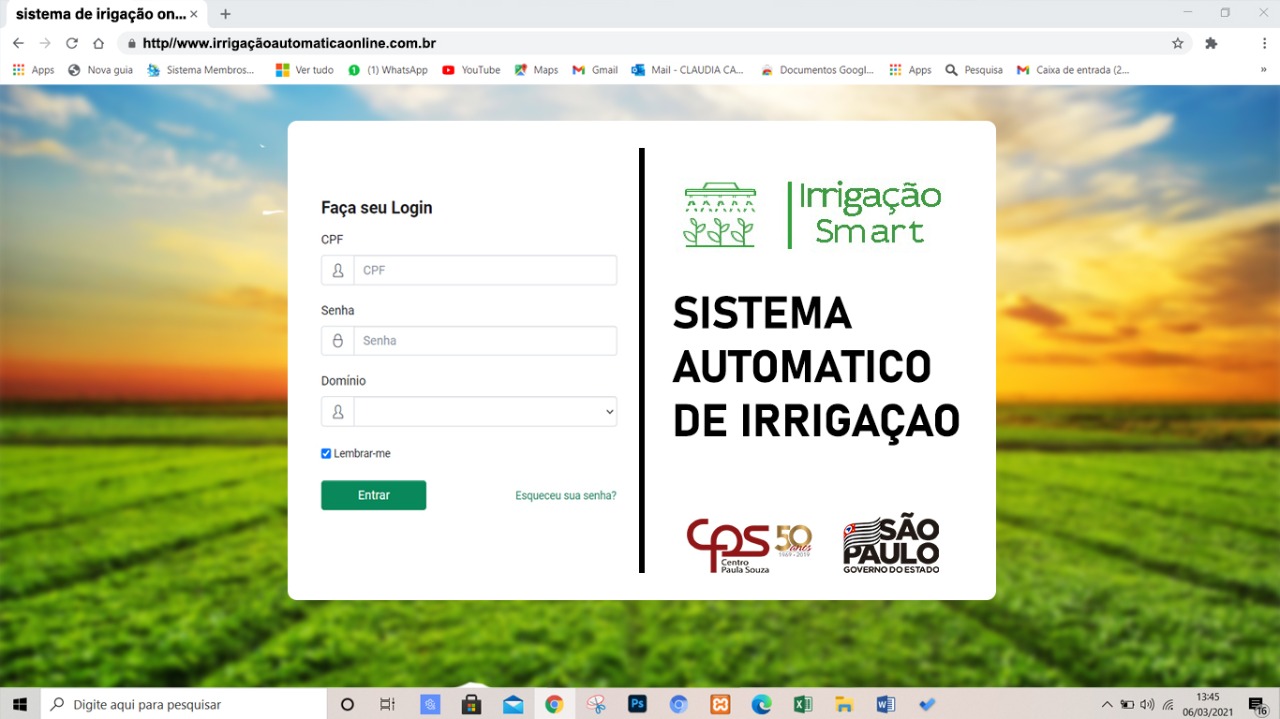 sistema de irigação on...
http//www.irrigaçãoautomaticaonline.com.br
Apps Nova guia Sistema Membros... Ver tudo (1) WhatsApp YouTube Maps Gmail Mail - CLAUDIA CA... Documentos Googl... Apps Pesquisa Caixa de entrada (2... »
Faça seu Login
CPF
CPF
Senha
Senha
Domínio
Lembrar-me
Entrar
Esqueceu sua senha?
Irrigação
Smart
SISTEMA
AUTOMATICO
DE IRRIGAÇAO
CPS 50 anos
1969 - 2019
Centro
Paula Souza
SÃO
PAULO
GOVERNO DO ESTADO
Digite aqui para pesquisar
13:45
06/03/2021
16